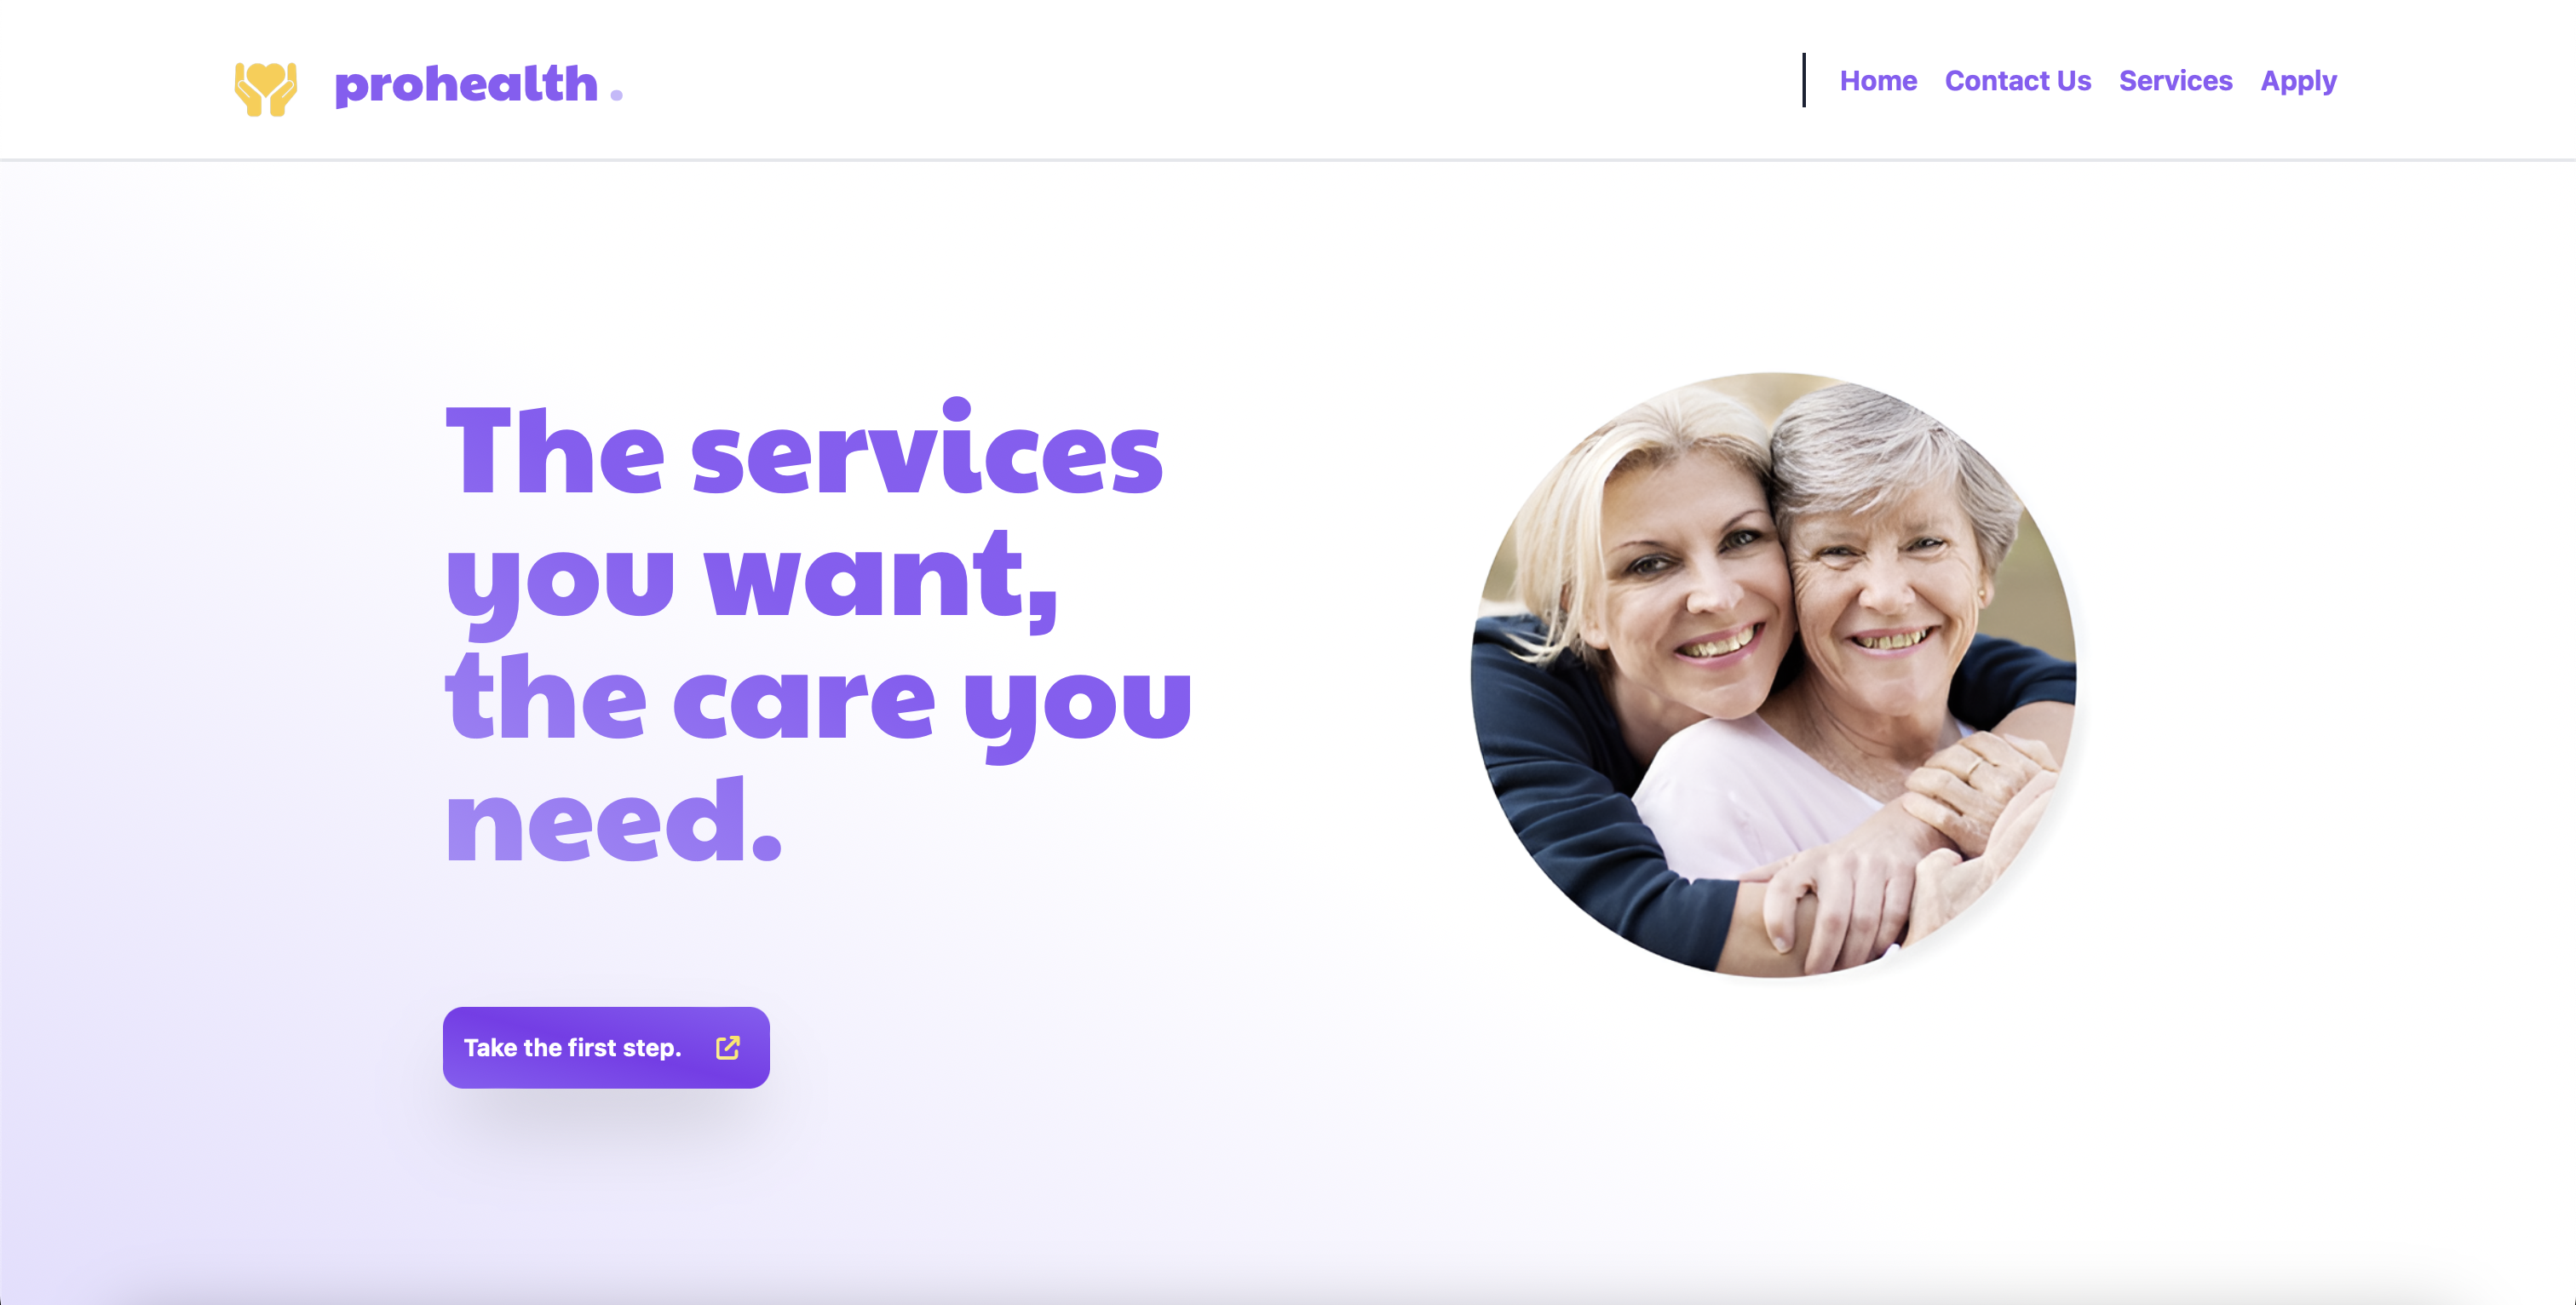 prohealth .
Home Contact Us Services Apply
The services
you want,
the care you
need.
Take the first step.